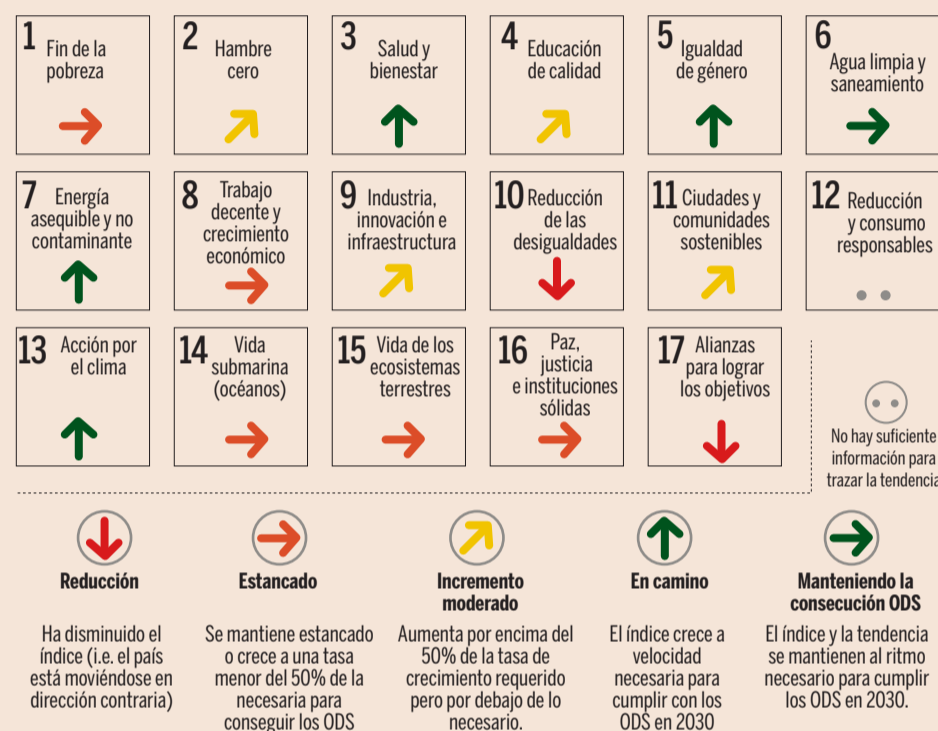 1 Fin de la
pobreza
2 Hambre
cero
3 Salud y
bienestar
4 Educación
de calidad
5 Igualdad
de género
6
Agua limpia y
saneamiento
7 Energía
asequible y no
contaminante
8 Trabajo
decente y
crecimiento
económico
9 Industria,
innovación e
infraestructura
10 Reducción
de las
desigualdades
11 Ciudades y
comunidades
sostenibles
12 Reducción
y consumo
responsables
13 Acción por
el clima
14 Vida
submarina
(océanos)
15 Vida de los
ecosistemas
terrestres
16 Paz,
justicia
e instituciones
sólidas
17 Alianzas
para lograr
los objetivos
No hay suficiente
información para
trazar la tendencia
Reducción
Ha disminuido el
índice (i.e. el país
está moviéndose en
dirección contraria)
Estancado
Se mantiene estancado
o crece a una tasa
menor del 50% de la
necesaria para
conseguir los ODS
Incremento
moderado
Aumenta por encima del
50% de la tasa de
crecimiento requerido
pero por debajo de lo
necesario.
En camino
El índice crece a
velocidad
necesaria para
cumplir con los
ODS en 2030
Manteniendo la
consecución ODS
El índice y la tendencia
se mantienen al ritmo
necesario para cumplir
los ODS en 2030.